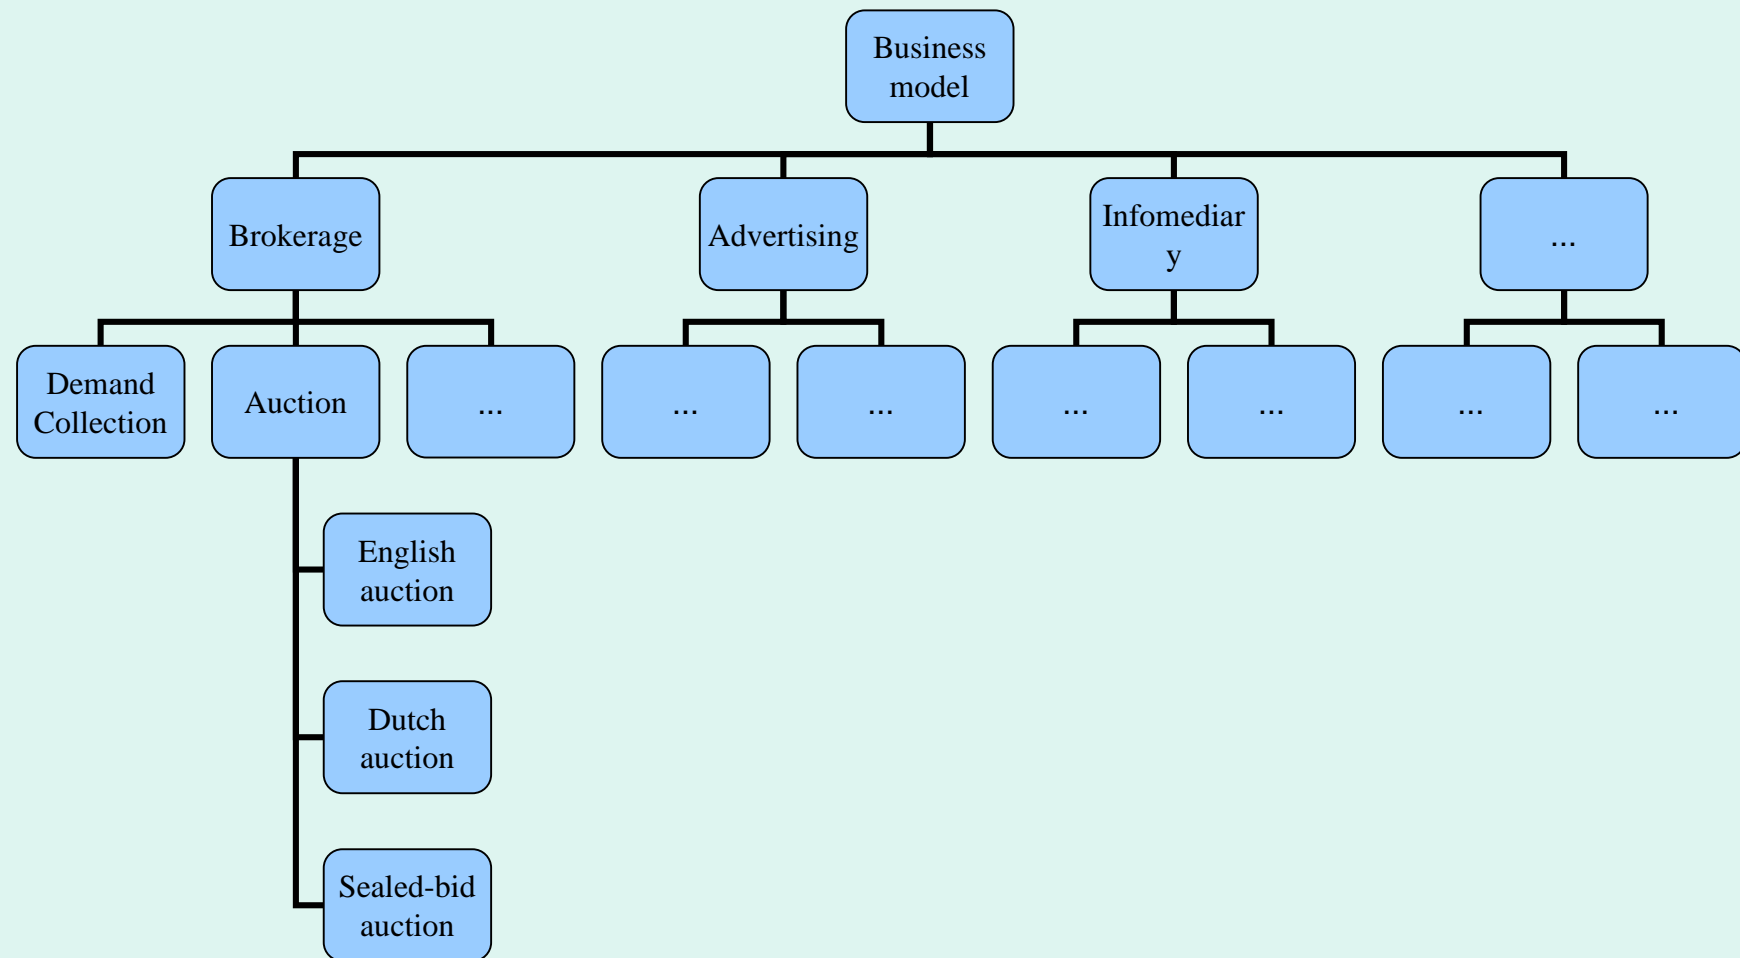 Business
model
Brokerage
Advertising
Infomediar
y
...
Demand
Collection
Auction
...
...
...
...
...
...
...
English
auction
Dutch
auction
Sealed-bid
auction